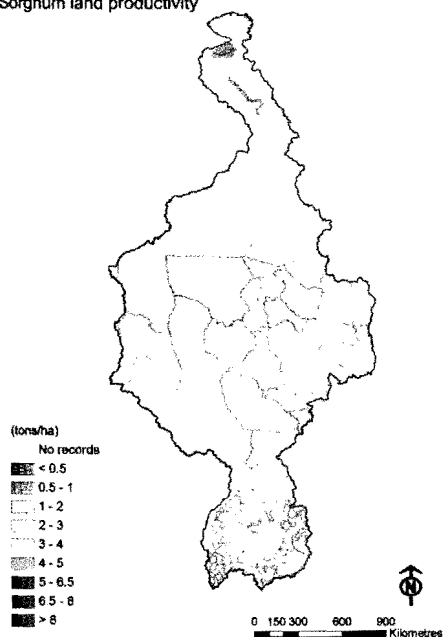 Sorghum land productivity
(tons/ha)
No records
< 0.5
0.5 - 1
1 - 2
2 - 3
3 - 4
4 - 5
5 - 6.5
6.5 - 8
> 8
N
0 150 300 600 900
Kilometres